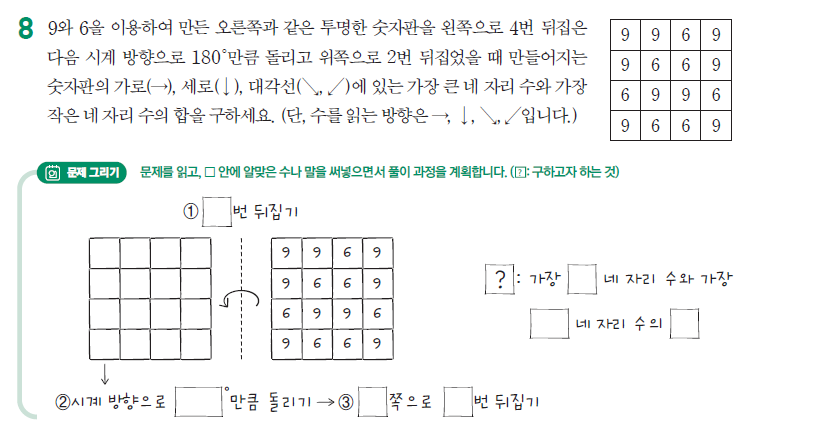 8 9와 6을 이용하여 만든 오른쪽과 같은 투명한 숫자판을 왼쪽으로 4번 뒤집은
다음 시계 방향으로 180°만큼 돌리고 위쪽으로 2번 뒤집었을 때 만들어지는
숫자판의 가로(→), 세로(↓), 대각선(↘, ↙)에 있는 가장 큰 네 자리 수와 가장
작은 네 자리 수의 합을 구하세요. (단, 수를 읽는 방향은 →, ↓, ↘, ↙입니다.)
9 9 6 9
9 6 6 9
6 9 9 6
9 6 6 9
문제 그리기 문제를 읽고, □ 안에 알맞은 수나 말을 써넣으면서 풀이 과정을 계획합니다. (?: 구하고자 하는 것)
① □번 뒤집기
9 9 6 9
9 6 6 9
6 9 9 6
9 6 6 9
?: 가장 □ 네 자리 수와 가장
□ 네 자리 수의 □
②시계 방향으로 □°만큼 돌리기 → ③ □쪽으로 □번 뒤집기